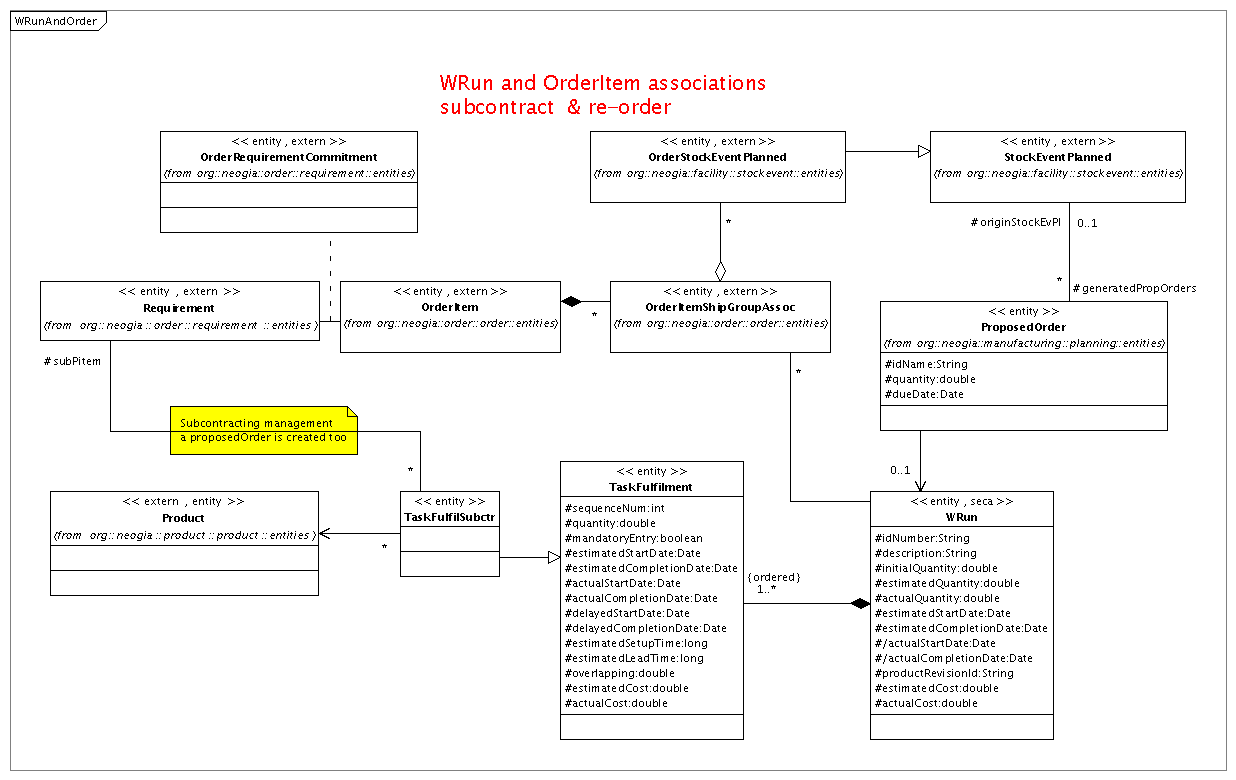 WRunAndOrder
WRun and OrderItem associations
subcontract & re-order
<< entity , extern >>
OrderRequirementCommitment
(from org::neogia::order::requirement::entities)
<< entity , extern >>
OrderStockEventPlanned
(from org::neogia::facility::stockevent::entities)
<< entity , extern >>
StockEventPlanned
(from org::neogia::facility::stockevent::entities)
*
#originStockEvPl
0..1
*
#generatedPropOrders
<< entity , extern >>
Requirement
(from org::neogia::order::requirement::entities)
<< entity , extern >>
OrderItem
(from org::neogia::order::order::entities)
*
<< entity , extern >>
OrderItemShipGroupAssoc
(from org::neogia::order::order::entities)
<< entity >>
ProposedOrder
(from org::neogia::manufacturing::planning::entities)
#idName:String
#quantity:double
#dueDate:Date
#subPitem
*
Subcontracting management
a proposedOrder is created too
*
0..1
<< extern , entity >>
Product
(from org::neogia::product::product::entities)
*
<< entity >>
TaskFulfilSubctr
<< entity >>
TaskFulfilment
#sequenceNum:int
#quantity:double
#mandatoryEntry:boolean
#estimatedStartDate:Date
#estimatedCompletionDate:Date
#actualStartDate:Date
#actualCompletionDate:Date
#delayedStartDate:Date
#delayedCompletionDate:Date
#estimatedSetupTime:long
#estimatedLeadTime:long
#overlapping:double
#estimatedCost:double
#actualCost:double
{ordered}
1..*
<< entity , seca >>
WRun
#idNumber:String
#description:String
#initialQuantity:double
#estimatedQuantity:double
#actualQuantity:double
#estimatedStartDate:Date
#estimatedCompletionDate:Date
#/actualStartDate:Date
#/actualCompletionDate:Date
#productRevisionId:String
#estimatedCost:double
#actualCost:double